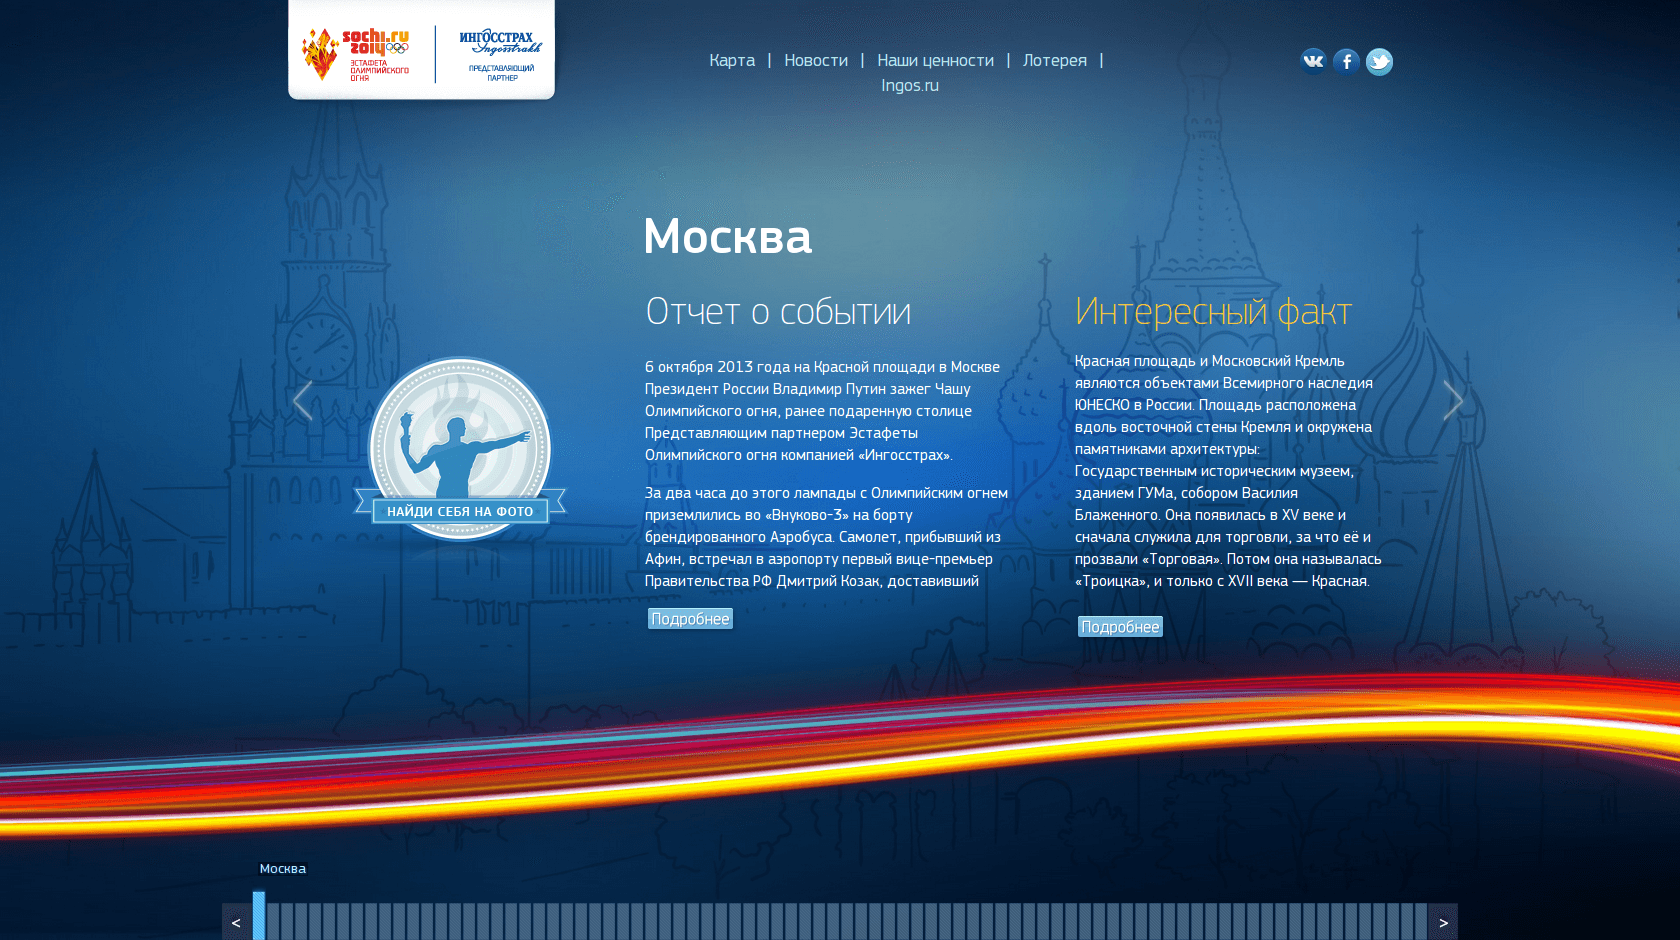 sochi.ru
2014
ЭСТАФЕТА
ОЛИМПИЙСКОГО
ОГНЯ
ИНГОССТРАХ
Ingosstrakh
ПРЕДСТАВЛЯЮЩИЙ
ПАРТНЕР
Карта | Новости | Наши ценности | Лотерея |
Ingos.ru
Москва
Отчет о событии
6 октября 2013 года на Красной площади в Москве
Президент России Владимир Путин зажег Чашу
Олимпийского огня, ранее подаренную столице
Представляющим партнером Эстафеты
Олимпийского огня компанией «Ингосстрах».
За два часа до этого лампады с Олимпийским огнем
приземлились во «Внуково-3» на борту
брендированного Аэробуса. Самолет, прибывший из
Афин, встречал в аэропорту первый вице-премьер
Правительства РФ Дмитрий Козак, доставивший
Подробнее
Интересный факт
Красная площадь и Московский Кремль
являются объектами Всемирного наследия
ЮНЕСКО в России. Площадь расположена
вдоль восточной стены Кремля и окружена
памятниками архитектуры:
Государственным историческим музеем,
зданием ГУМа, собором Василия
Блаженного. Она появилась в XV веке и
сначала служила для торговли, за что её и
прозвали «Торговая». Потом она называлась
«Троицка», и только с XVII века — Красная.
Подробнее
НАЙДИ СЕБЯ НА ФОТО
Москва
< >